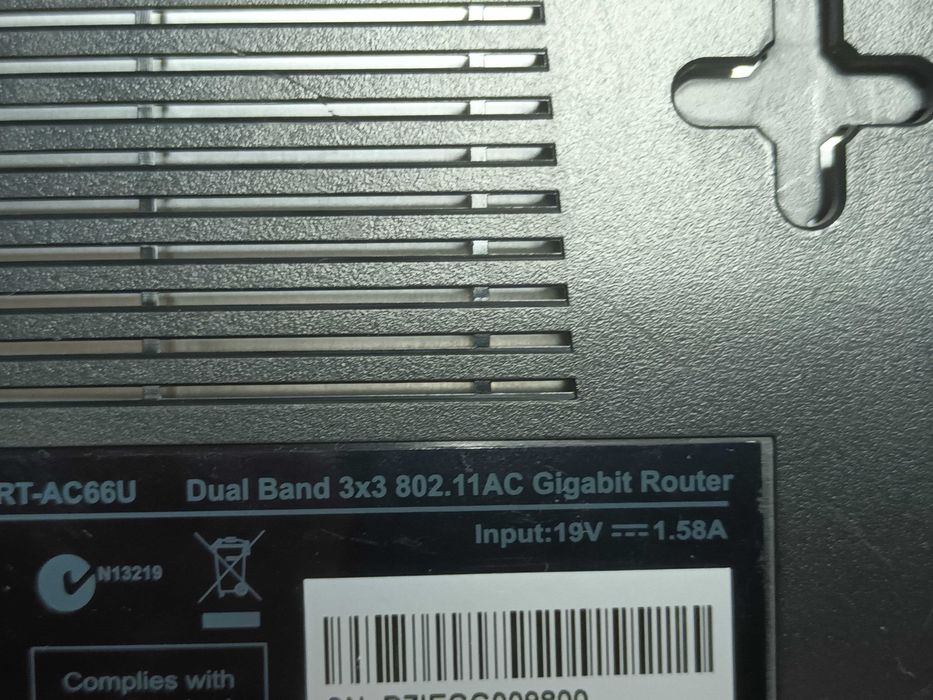 RT-AC66U Dual Band 3x3 802.11AC Gigabit Router
Input:19V ⎓ 1.58A
N13219
Complies with